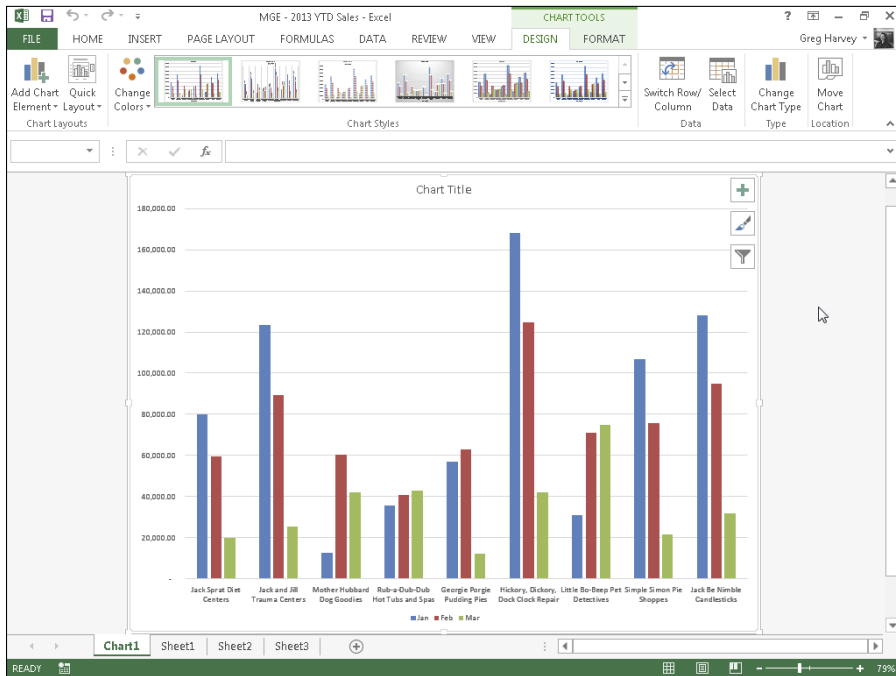 MGE - 2013 YTD Sales - Excel
CHART TOOLS
?
FILE HOME INSERT PAGE LAYOUT FORMULAS DATA REVIEW VIEW DESIGN FORMAT Greg Harvey
Add Chart Element
Quick Layout
Change Colors
Switch Row/ Column
Select Data
Change Chart Type
Move Chart
Chart Layouts
Chart Styles
Data
Type
Location
fx
Chart Title
180,000.00
160,000.00
140,000.00
120,000.00
100,000.00
80,000.00
60,000.00
40,000.00
20,000.00
-
Jack Sprat Diet Centers
Jack and Jill Trauma Centers
Mother Hubbard Dog Goodies
Rub-a-Dub-Dub Hot Tubs and Spas
Georgie Porgie Pudding Pies
Hickory, Dickory, Dock Clock Repair
Little Bo-Beep Pet Detectives
Simple Simon Pie Shoppes
Jack Be Nimble Candlesticks
Jan Feb Mar
Chart1 Sheet1 Sheet2 Sheet3
READY
79%